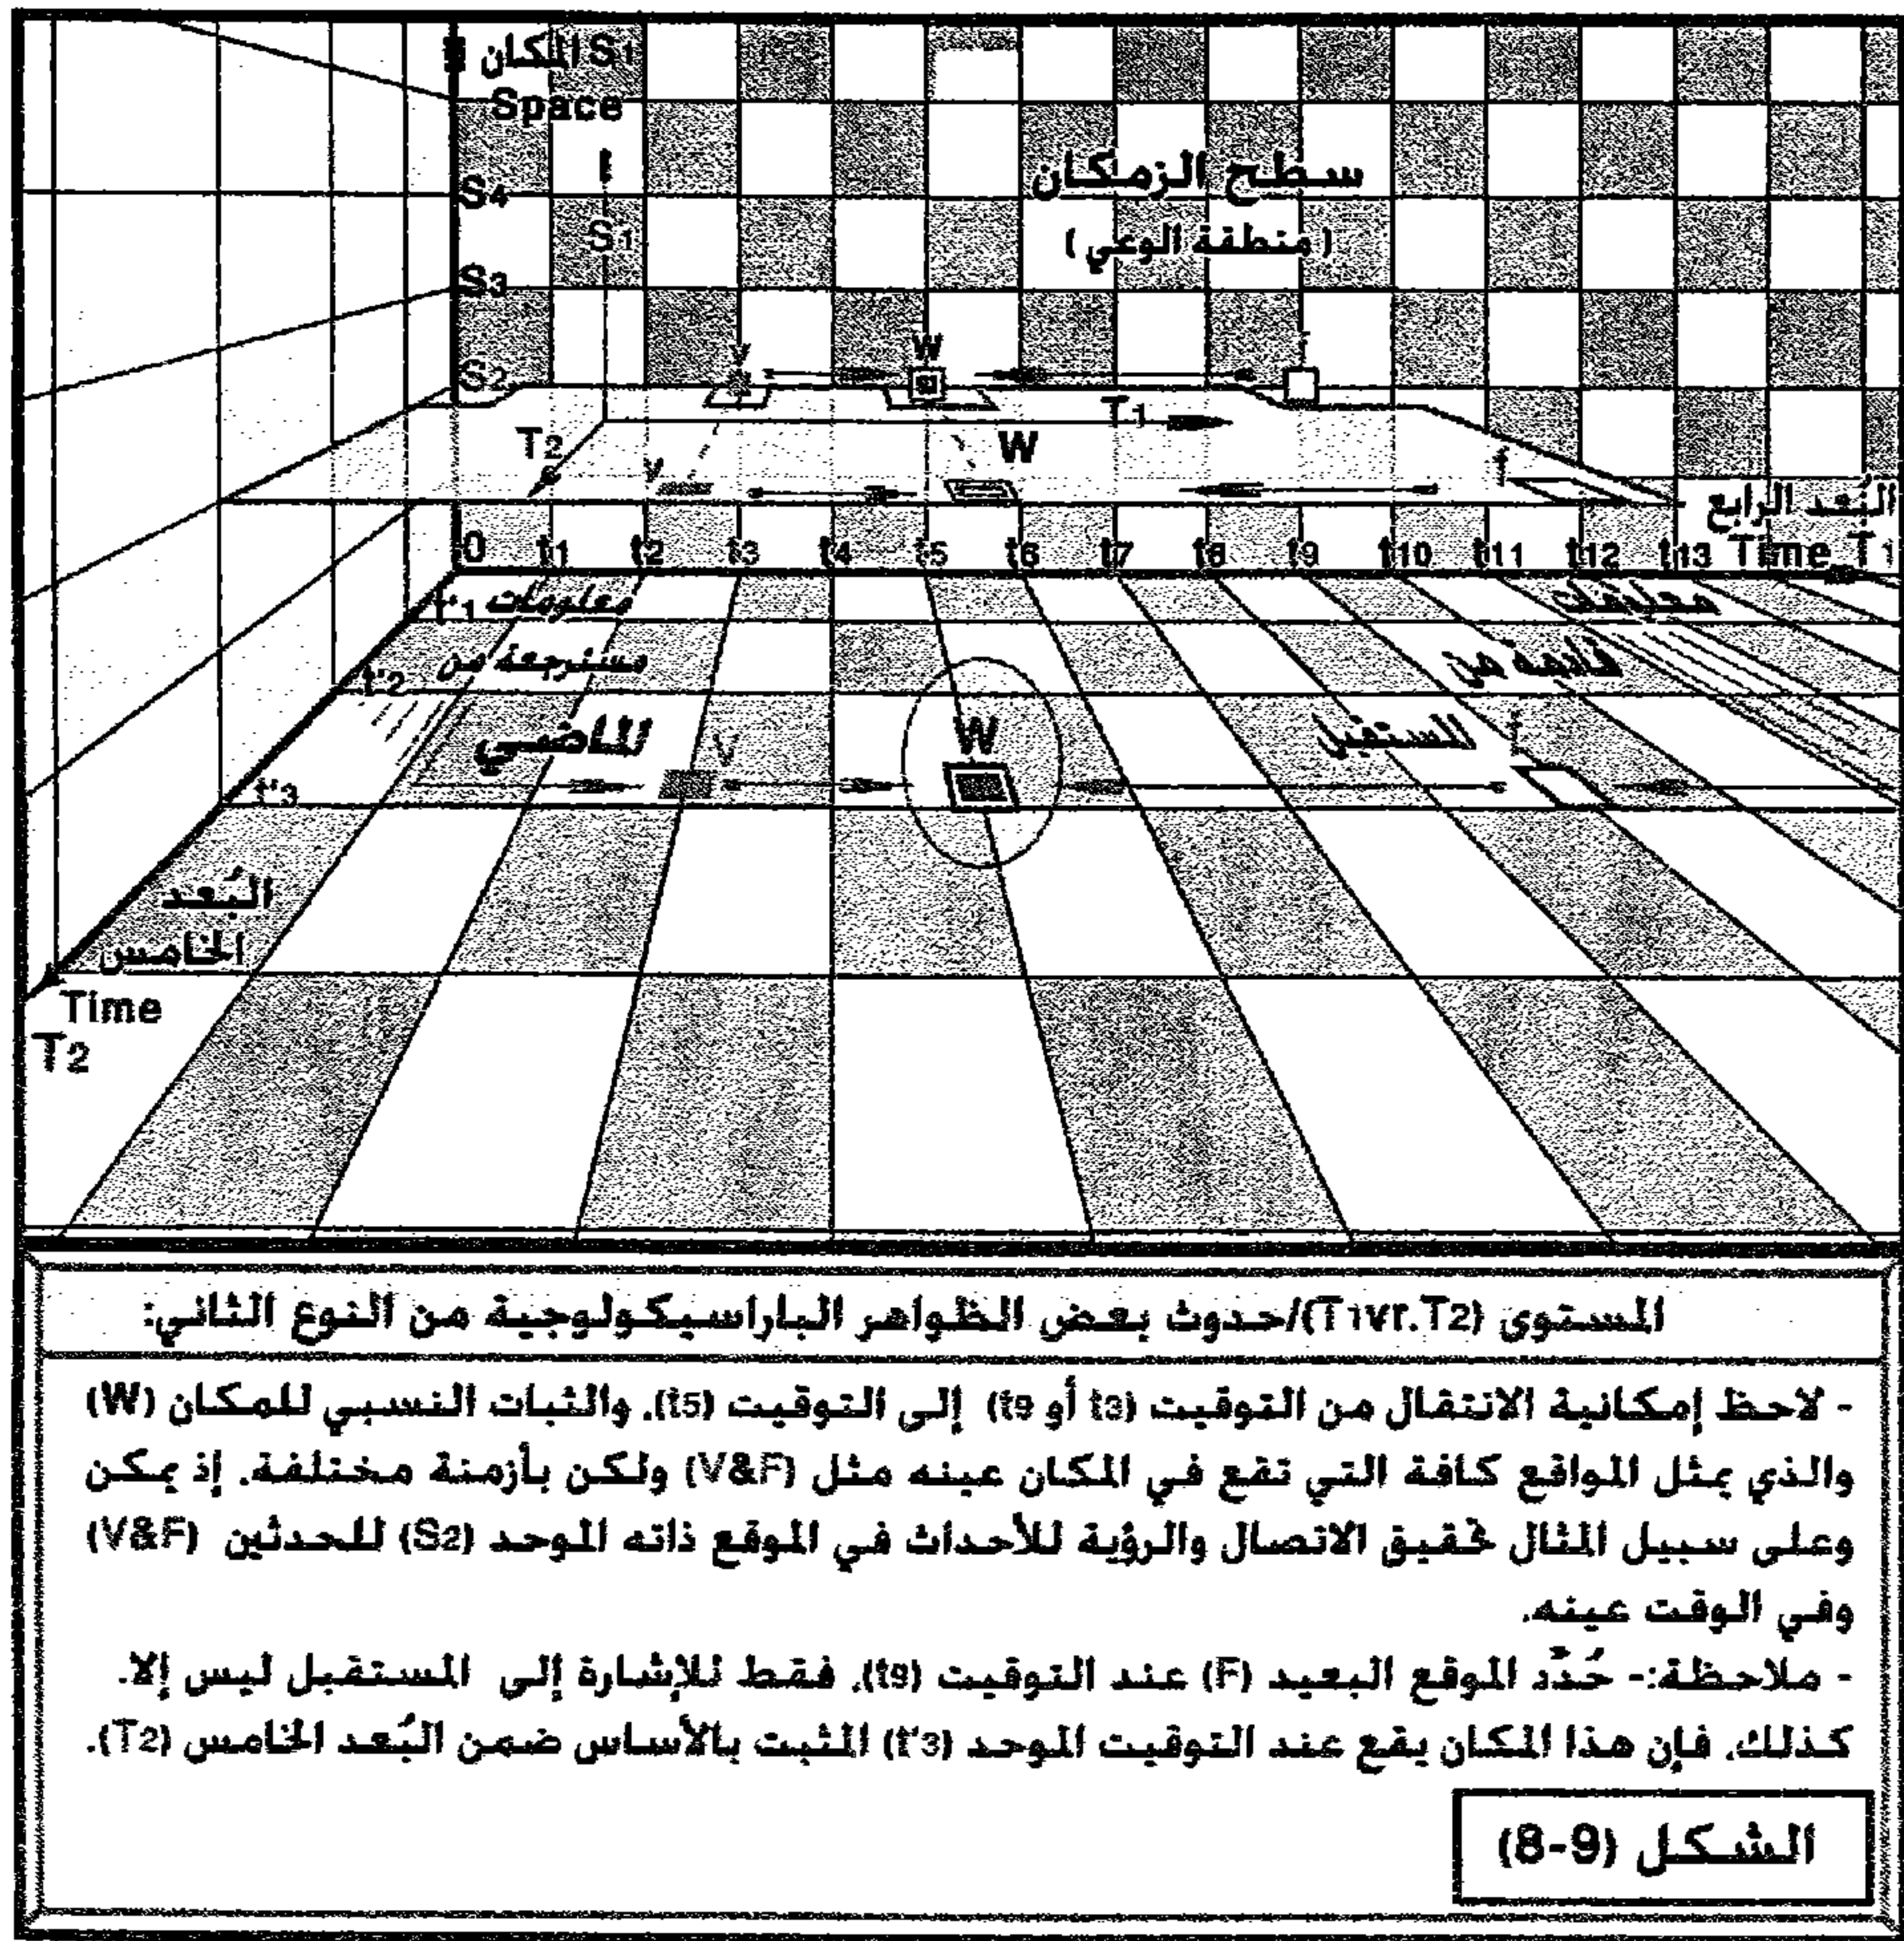 S1 المكان
Space
S4
S1
S3
S2
سطح الزمكان
(منطقة الوعي)
V
W
f
T1
T2
W
V
f
البُعد الرابع
t0 t1 t2 t3 t4 t5 t6 t7 t8 t9 t10 t11 t12 t13 Time T1
t'1 معلومات
t'2 مسترجعة من
الماضي
t'3
V
W
معلومات
قادمة من
المستقبل
البُعد
الخامس
Time
T2
المستوى (T1vr.T2)/حدوث بعض الظواهر الباراسيكولوجية من النوع الثاني:
- لاحظ إمكانية الانتقال من التوقيت (t3 أو t9) إلى التوقيت (t5). والثبات النسبي للمكان (W)
والذي يمثل المواقع كافة التي تقع في المكان عينه مثل (V&F) ولكن بأزمنة مختلفة. إذ يمكن
وعلى سبيل المثال تحقيق الاتصال والرؤية للأحداث في الموقع ذاته الموحد (S2) للحدثين (V&F)
وفي الوقت عينه.
- ملاحظة:- حُدّد الموقع البعيد (F) عند التوقيت (t9). فقط للإشارة إلى المستقبل ليس إلا.
كذلك. فإن هذا المكان يقع عند التوقيت الموحد (t'3) المثبت بالأساس ضمن البُعد الخامس (T2).
الشكل (9-8)